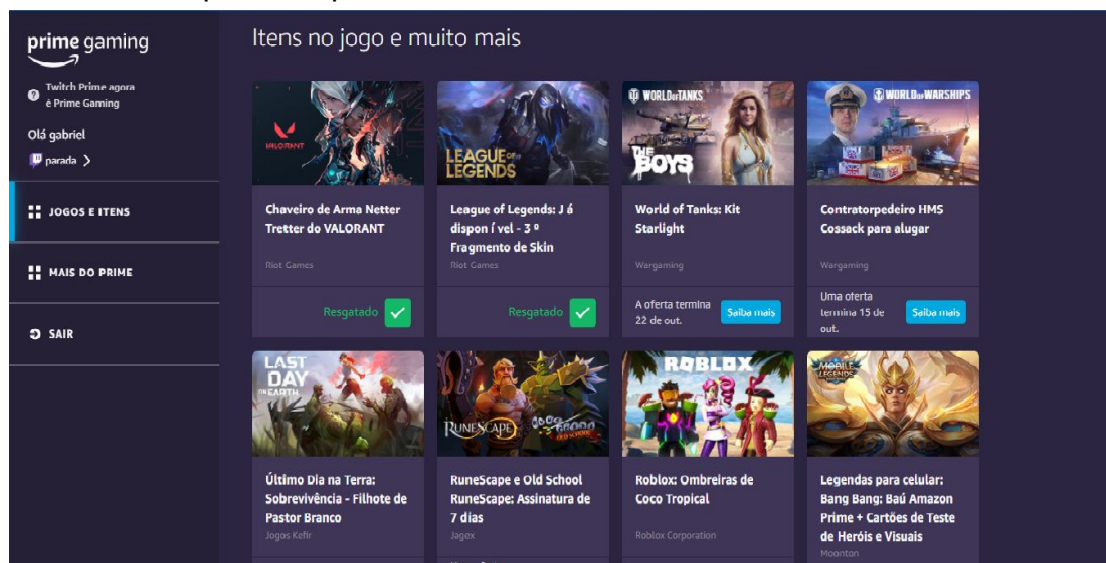 prime gaming
Twitch Prime agora
é Prime Gaming
Olá gabriel
parada
JOGOS E ITENS
MAIS DO PRIME
SAIR
Itens no jogo e muito mais
VALORANT
Chaveiro de Arma Netter
Tretter do VALORANT
Riot Games
Resgatado
LEAGUE OF
LEGENDS
League of Legends: J á
dispon í vel - 3 º
Fragmento de Skin
Riot Games
Resgatado
WORLD OF TANKS
THE
BOYS
World of Tanks: Kit
Starlight
Wargaming
A oferta termina
22 de out.
Saiba mais
WORLD OF WARSHIPS
Contratorpedeiro HMS
Cossack para alugar
Wargaming
Uma oferta
termina 15 de
out.
Saiba mais
LAST
DAY
ON EARTH
Último Dia na Terra:
Sobrevivência - Filhote de
Pastor Branco
Jogos Kefir
RUNESCAPE
OLD SCHOOL
RuneScape e Old School
RuneScape: Assinatura de
7 dias
Jagex
ROBLOX
Roblox: Ombreiras de
Coco Tropical
Roblox Corporation
MOBILE
LEGENDS
Legendas para celular:
Bang Bang: Baú Amazon
Prime + Cartões de Teste
de Heróis e Visuais
Moonton